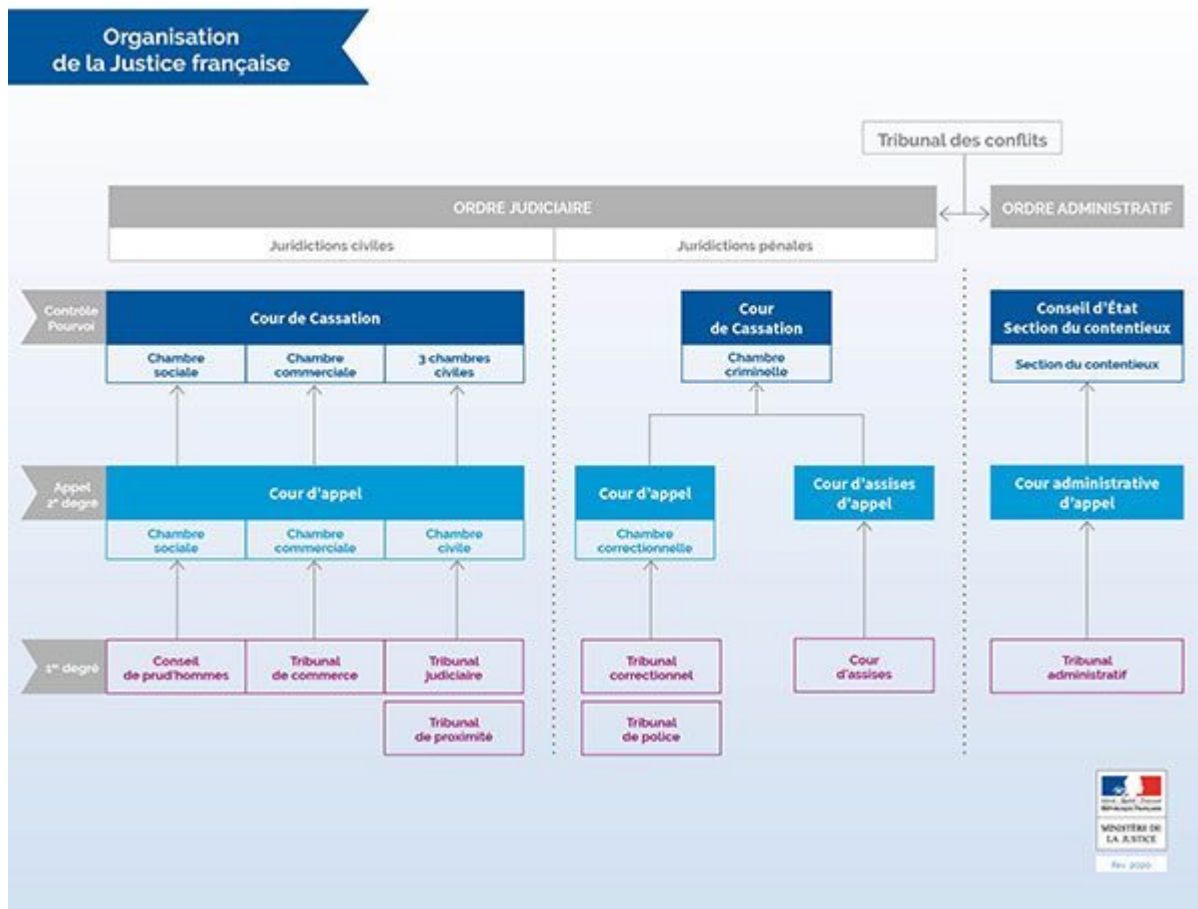 Organisation
de la Justice française
Tribunal des conflits
ORDRE JUDICIAIRE
ORDRE ADMINISTRATIF
Juridictions civiles
Juridictions pénales
Contrôle
Pourvoi
Cour de Cassation
Chambre
sociale
Chambre
commerciale
3 chambres
civiles
Cour
de Cassation
Chambre
criminelle
Conseil d'État
Section du contentieux
Section du contentieux
Appel
2e degré
Cour d'appel
Chambre
sociale
Chambre
commerciale
Chambre
civile
Cour d'appel
Chambre
correctionnelle
Cour d'assises
d'appel
Cour administrative
d'appel
1er degré
Conseil
de prud'hommes
Tribunal
de commerce
Tribunal
judiciaire
Tribunal
de proximité
Tribunal
correctionnel
Tribunal
de police
Cour
d'assises
Tribunal
administratif
MINISTÈRE DE
LA JUSTICE